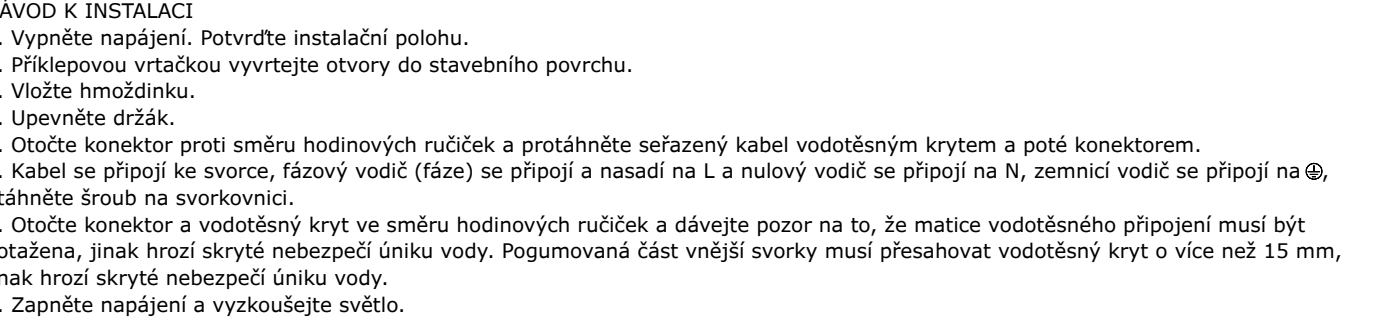 ÁVOD K INSTALACI
. Vypněte napájení. Potvrďte instalační polohu.
. Příklepovou vrtačkou vyvrtejte otvory do stavebního povrchu.
. Vložte hmoždinku.
. Upevněte držák.
. Otočte konektor proti směru hodinových ručiček a protáhněte seřazený kabel vodotěsným krytem a poté konektorem.
. Kabel se připojí ke svorce, fázový vodič (fáze) se připojí a nasadí na L a nulový vodič se připojí na N, zemnicí vodič se připojí na ⏚,
táhněte šroub na svorkovnici.
. Otočte konektor a vodotěsný kryt ve směru hodinových ručiček a dávejte pozor na to, že matice vodotěsného připojení musí být
otažena, jinak hrozí skryté nebezpečí úniku vody. Pogumovaná část vnější svorky musí přesahovat vodotěsný kryt o více než 15 mm,
nak hrozí skryté nebezpečí úniku vody.
. Zapněte napájení a vyzkoušejte světlo.